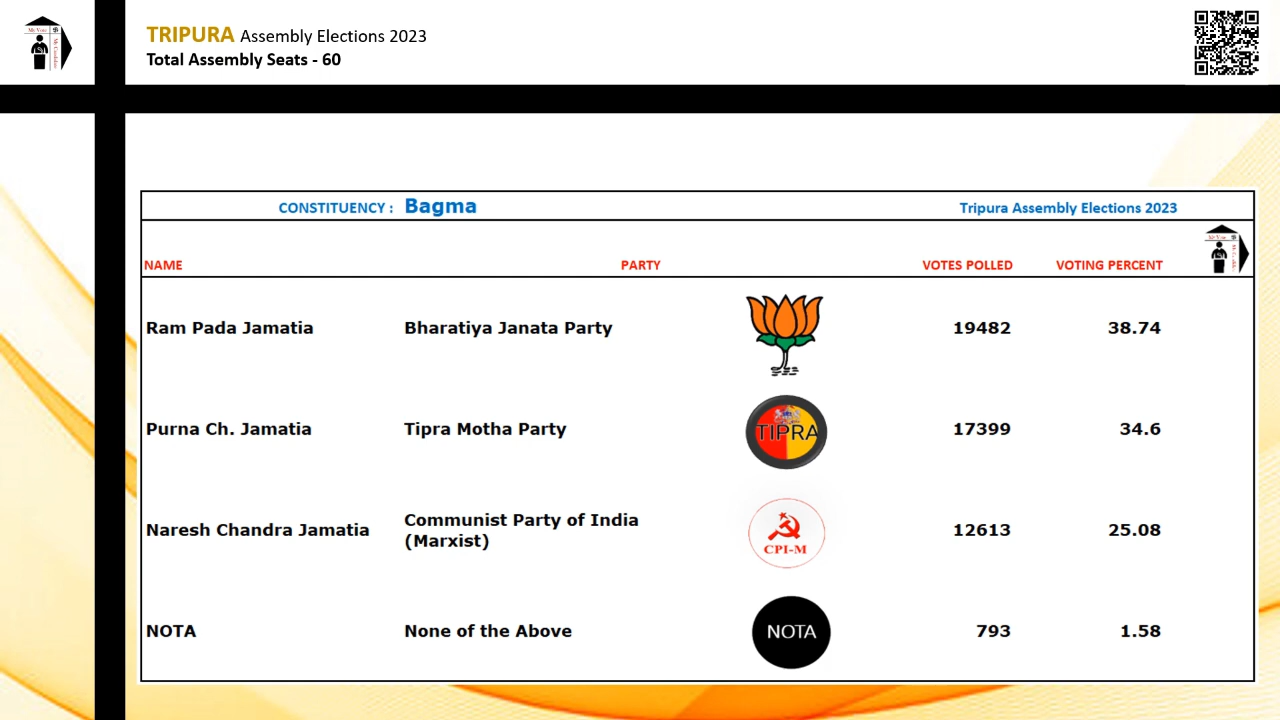 TRIPURA Assembly Elections 2023
Total Assembly Seats - 60
CONSTITUENCY : Bagma Tripura Assembly Elections 2023
NAME PARTY VOTES POLLED VOTING PERCENT
Ram Pada Jamatia Bharatiya Janata Party 19482 38.74
Purna Ch. Jamatia Tipra Motha Party TIPRA 17399 34.6
Naresh Chandra Jamatia Communist Party of India
(Marxist) CPI-M 12613 25.08
NOTA None of the Above NOTA 793 1.58